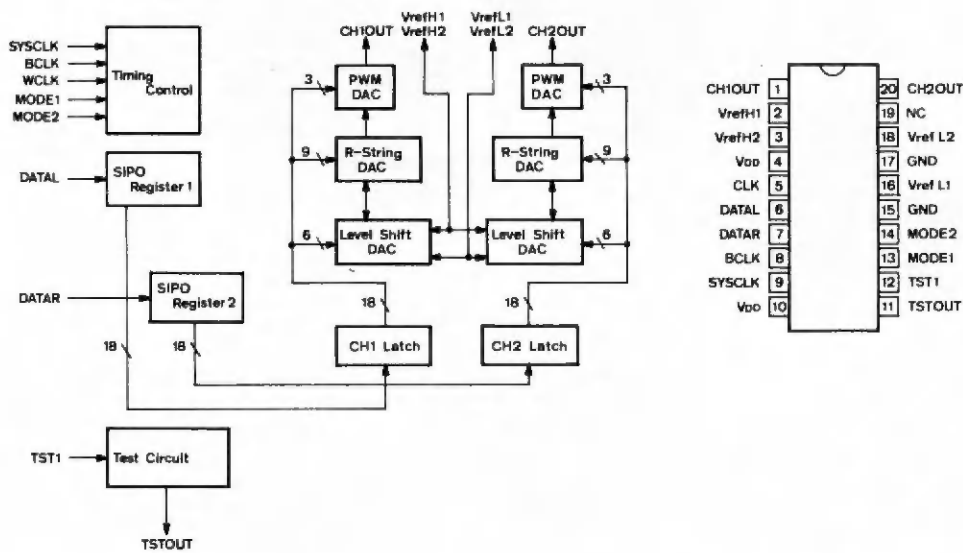 SYSCLK
BCLK
WCLK
MODE1
MODE2
Timing
Control
DATAL
SIPO
Register 1
DATAR
SIPO
Register 2
18
18
TST1
Test Circuit
TSTOUT
CH1OUT
VrefH1
VrefH2
VrefL1
VrefL2
CH2OUT
3
PWM
DAC
PWM
DAC
3
9
R-String
DAC
R-String
DAC
9
6
Level Shift
DAC
Level Shift
DAC
6
18
18
CH1 Latch
CH2 Latch
CH1OUT 1
VrefH1 2
VrefH2 3
VDD 4
CLK 5
DATAL 6
DATAR 7
BCLK 8
SYSCLK 9
VDD 10
20 CH2OUT
19 NC
18 Vref L2
17 GND
16 Vref L1
15 GND
14 MODE2
13 MODE1
12 TST1
11 TSTOUT